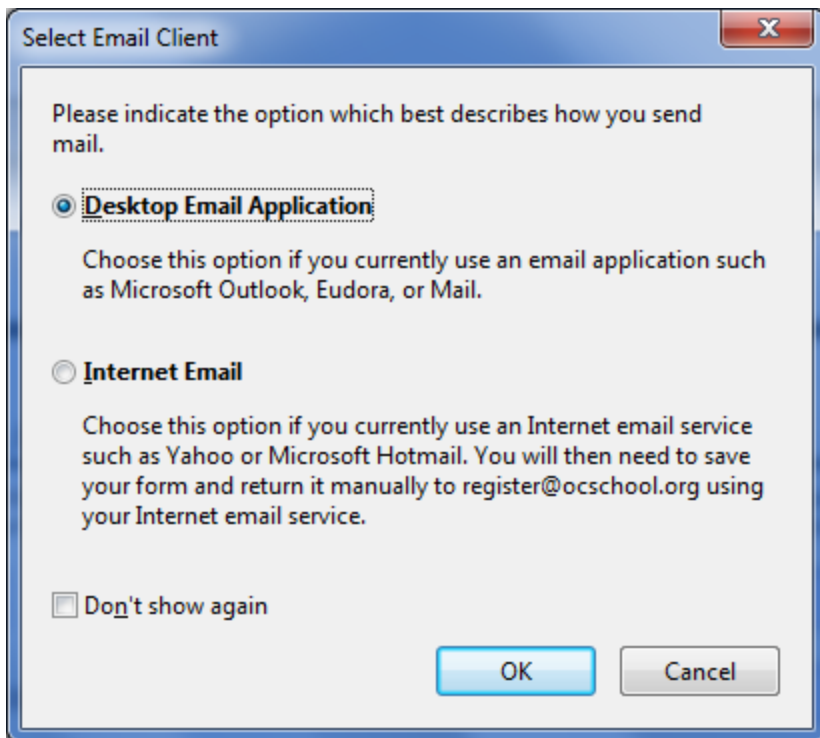 Select Email Client
Please indicate the option which best describes how you send
mail.
Desktop Email Application
Choose this option if you currently use an email application such
as Microsoft Outlook, Eudora, or Mail.
Internet Email
Choose this option if you currently use an Internet email service
such as Yahoo or Microsoft Hotmail. You will then need to save
your form and return it manually to register@ocschool.org using
your Internet email service.
Don't show again
OK
Cancel